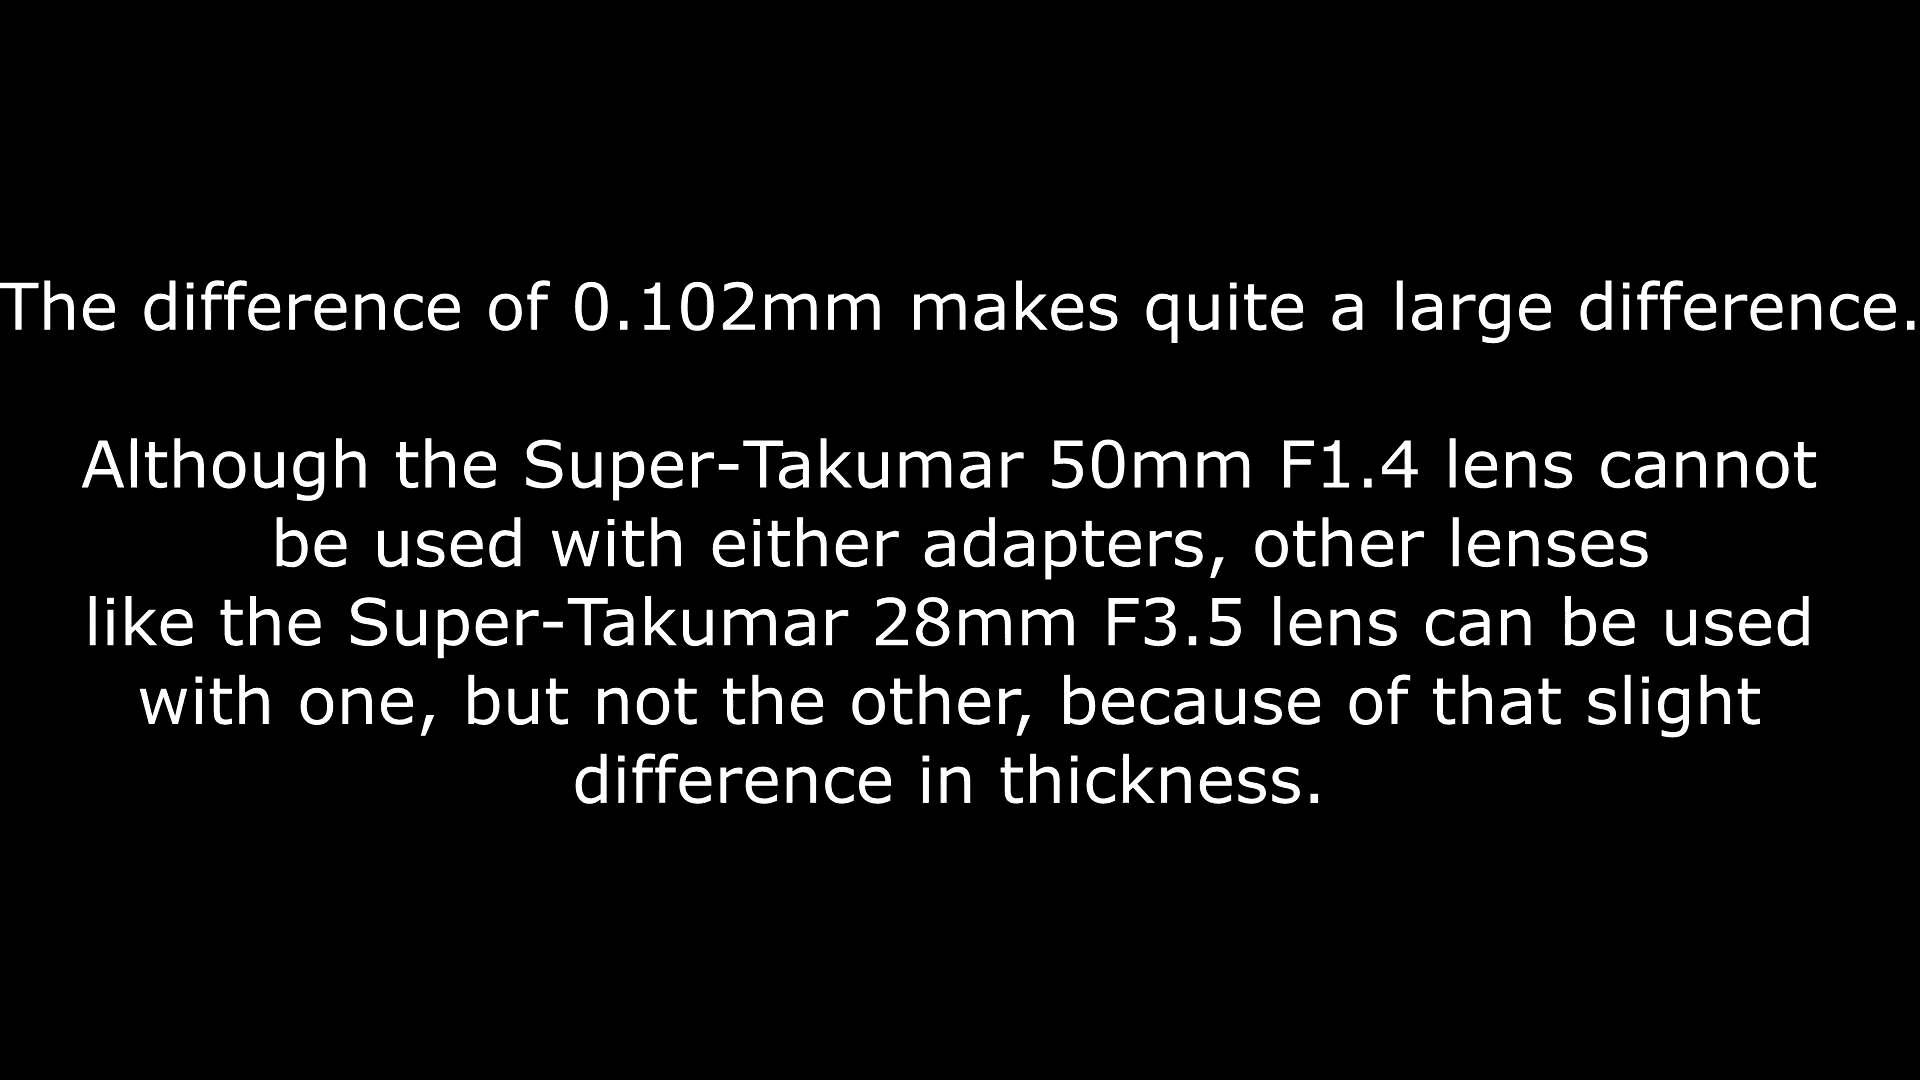 The difference of 0.102mm makes quite a large difference.
Although the Super-Takumar 50mm F1.4 lens cannot
be used with either adapters, other lenses
like the Super-Takumar 28mm F3.5 lens can be used
with one, but not the other, because of that slight
difference in thickness.